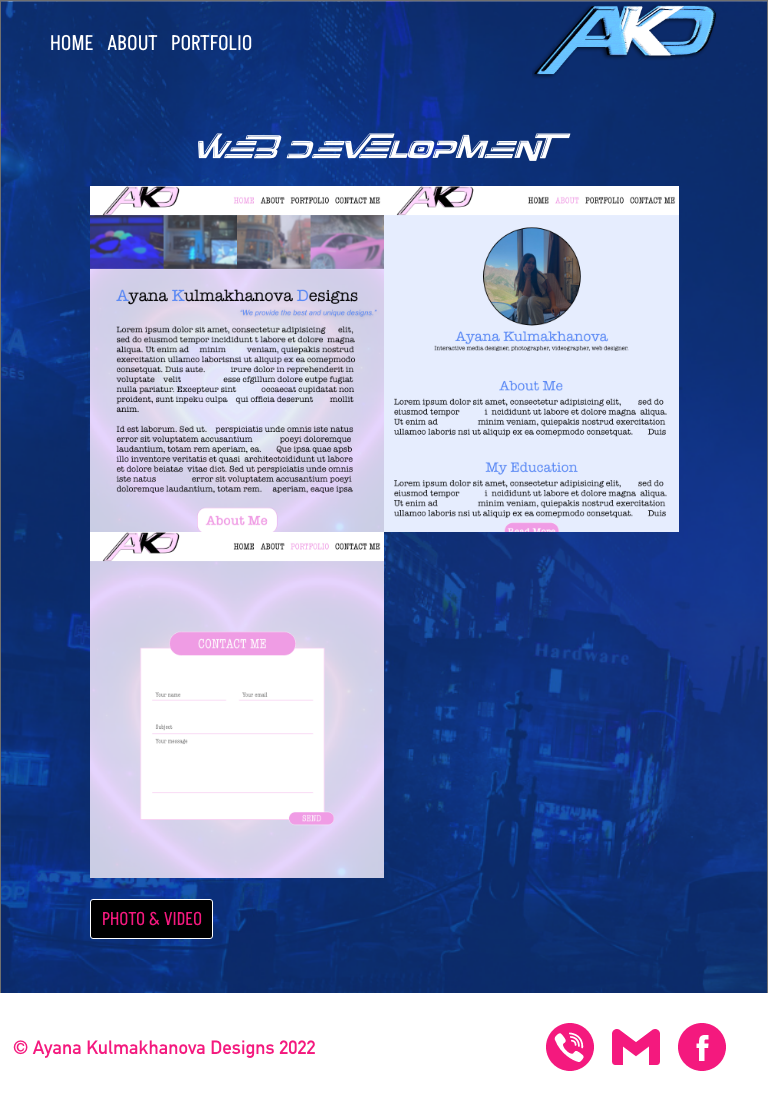 HOME ABOUT PORTFOLIO
AKD
WEB DEVELOPMENT
AKD
HOME ABOUT PORTFOLIO CONTACT ME
Ayana Kulmakhanova Designs
"We provide the best and unique designs."
Lorem ipsum dolor sit amet, consectetur adipisicing elit,
sed do eiusmod tempor incididunt t labore et dolore magna
aliqua. Ut enim ad minim veniam, quiepakis nostrud
exercitation ullamco laborisnsi ut aliquip ex ea comepmodo
consetquat. Duis aute. irure dolor in reprehenderit in
voluptate velit esse cfgillum dolore eutpe fugiat
nulla pariatur. Excepteur sint occaecat cupidatat non
proident, sunt inpeku culpa qui officia deserunt mollit
anim.
Id est laborum. Sed ut. perspiciatis unde omnis iste natus
error sit voluptatem accusantium poeyi doloremque
laudantium, totam rem aperiam, ea. Que ipsa quae apsb
illo inventore veritatis et quasi architectoididunt ut labore
et dolore beiatae vitae dict. Sed ut perspiciatis unde omnis
iste natus error sit voluptatem accusantium poeyi
doloremque laudantium, totam rem. aperiam, eaque ipsa
About Me
AKD
HOME ABOUT PORTFOLIO CONTACT ME
Ayana Kulmakhanova
Interactive media designer, photographer, videographer, web designer.
About Me
Lorem ipsum dolor sit amet, consectetur adipisicing elit, sed do
eiusmod tempor i ncididunt ut labore et dolore magna aliqua.
Ut enim ad minim veniam, quiepakis nostrud exercitation
ullamco laboris nsi ut aliquip ex ea comepmodo consetquat. Duis
My Education
Lorem ipsum dolor sit amet, consectetur adipisicing elit, sed do
eiusmod tempor i ncididunt ut labore et dolore magna aliqua.
Ut enim ad minim veniam, quiepakis nostrud exercitation
ullamco laboris nsi ut aliquip ex ea comepmodo consetquat. Duis
Read More
AKD
HOME ABOUT PORTFOLIO CONTACT ME
CONTACT ME
Your name Your email
Subject
Your message
SEND
Hardware
PHOTO & VIDEO
© Ayana Kulmakhanova Designs 2022